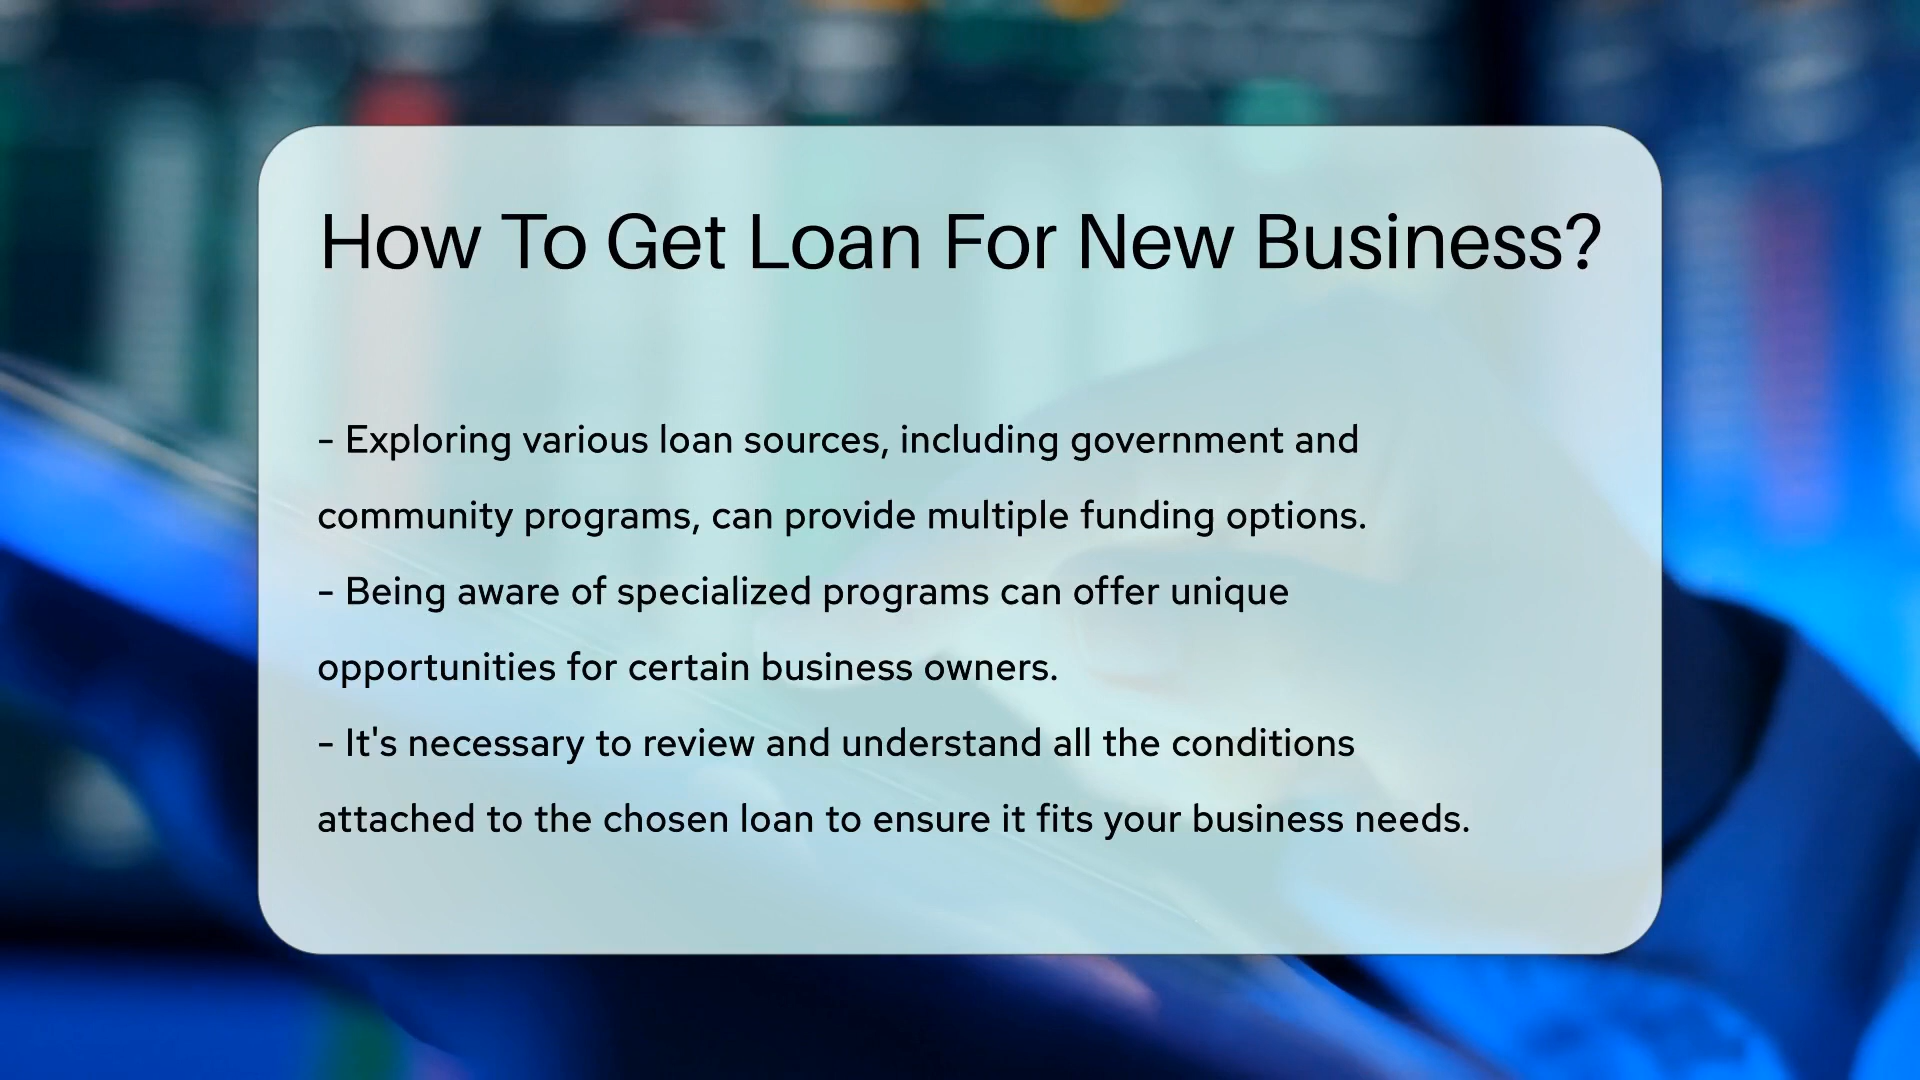 How To Get Loan For New Business?
- Exploring various loan sources, including government and
community programs, can provide multiple funding options.
- Being aware of specialized programs can offer unique
opportunities for certain business owners.
- It's necessary to review and understand all the conditions
attached to the chosen loan to ensure it fits your business needs.